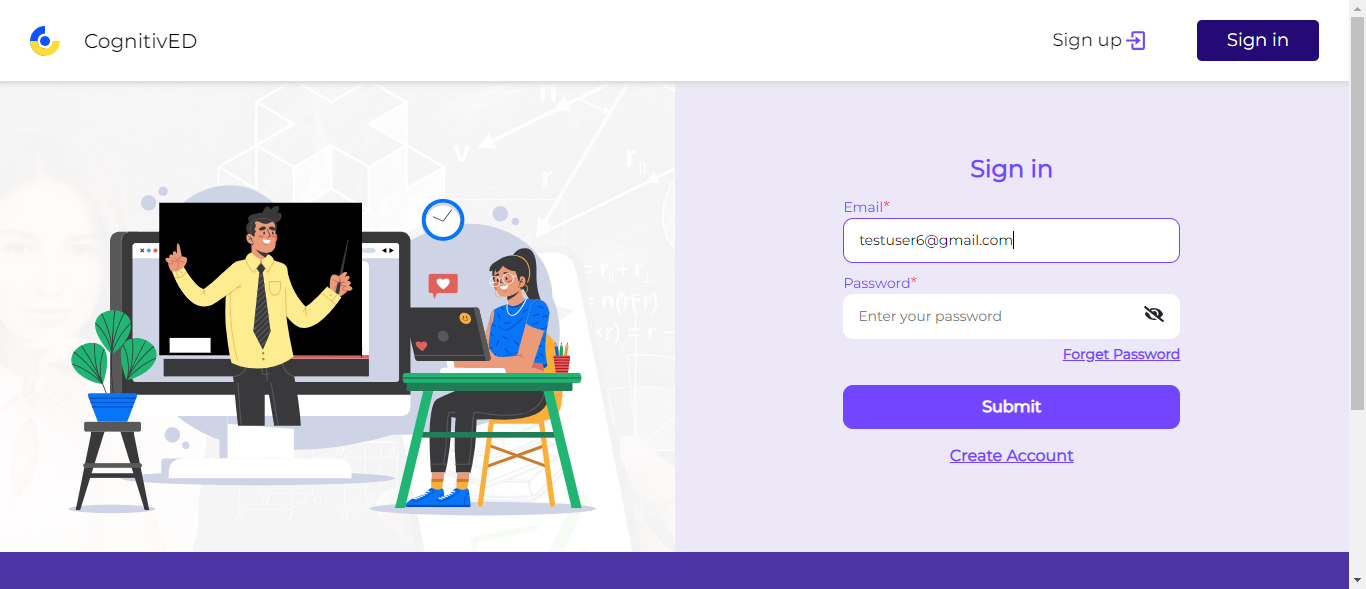 CognitivED
Sign up
Sign in
Sign in
Email*
testuser6@gmail.com
Password*
Enter your password
Forget Password
Submit
Create Account